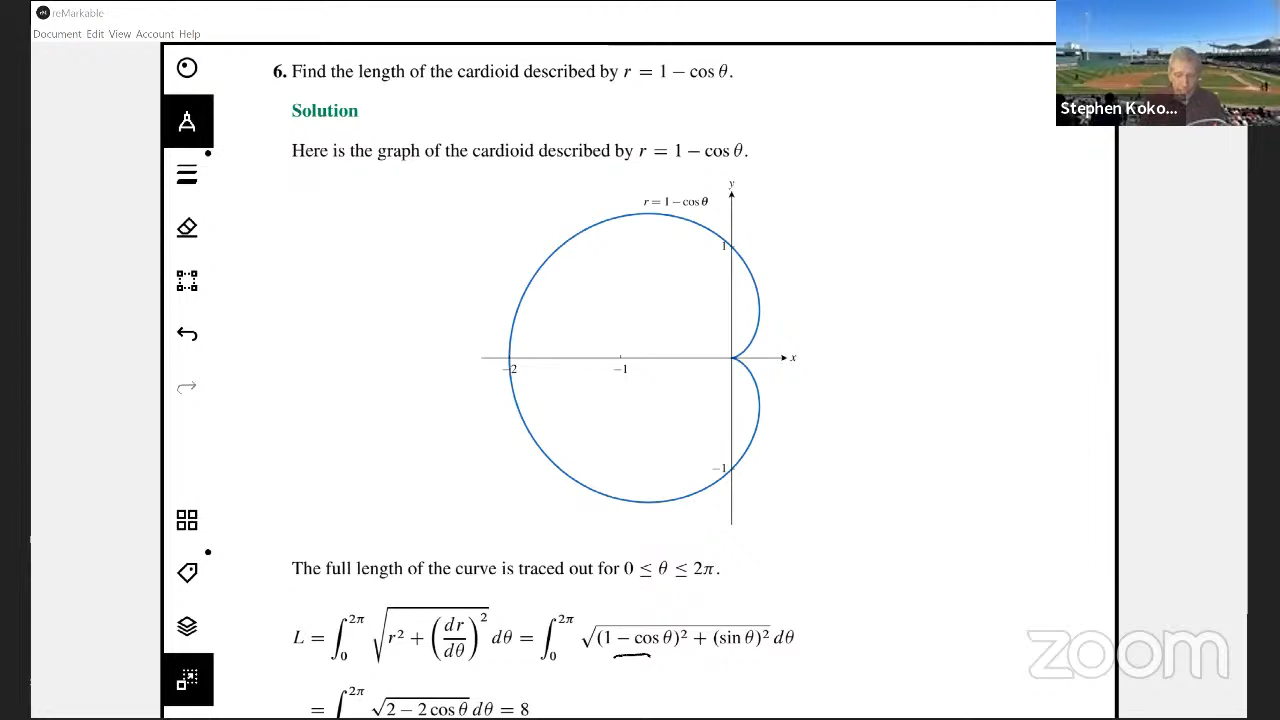 reMarkable
Document Edit View Account Help
Stephen Koko...
6. Find the length of the cardioid described by r = 1 − cos θ.
Solution
Here is the graph of the cardioid described by r = 1 − cos θ.
y
r = 1 − cos θ
1
x
−2
−1
−1
The full length of the curve is traced out for 0 ≤ θ ≤ 2π.
L = ∫₀^{2π} √(r² + (dr/dθ)²) dθ = ∫₀^{2π} √((1 − cos θ)² + (sin θ)²) dθ
= ∫^{2π} √(2 − 2 cos θ) dθ = 8
zoom